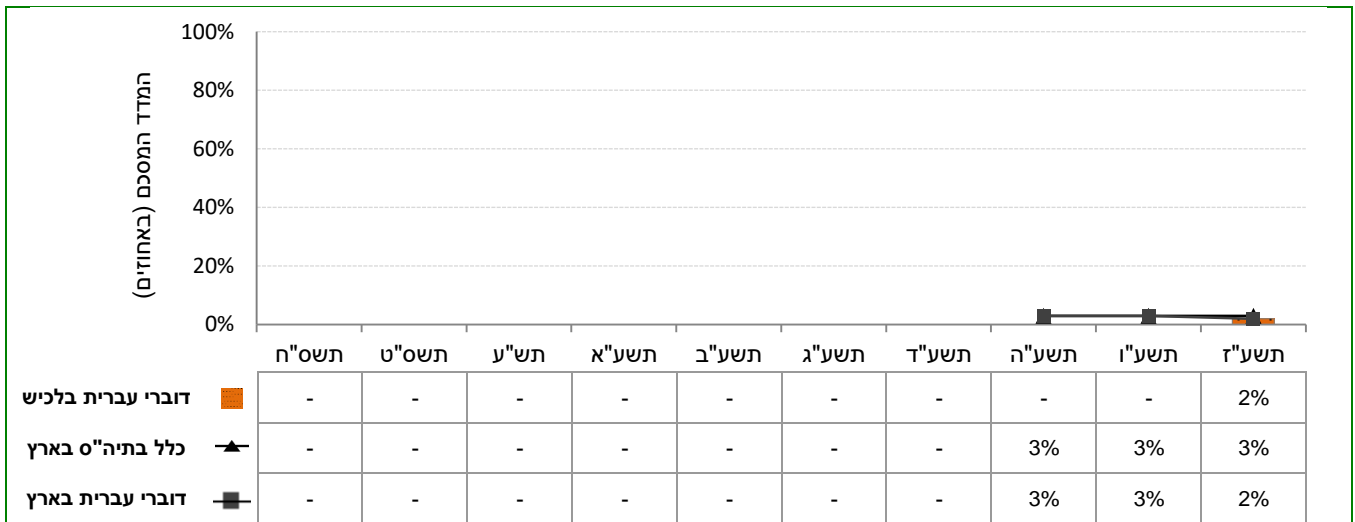 המדד המסכם (באחוזים)
100%
80%
60%
40%
20%
0%
תשס"ח תשס"ט תש"ע תשע"א תשע"ב תשע"ג תשע"ד תשע"ה תשע"ו תשע"ז
דוברי עברית בלכיש - - - - - - - - - 2%
כלל בתיה"ס בארץ - - - - - - - 3% 3% 3%
דוברי עברית בארץ - - - - - - - 3% 3% 2%